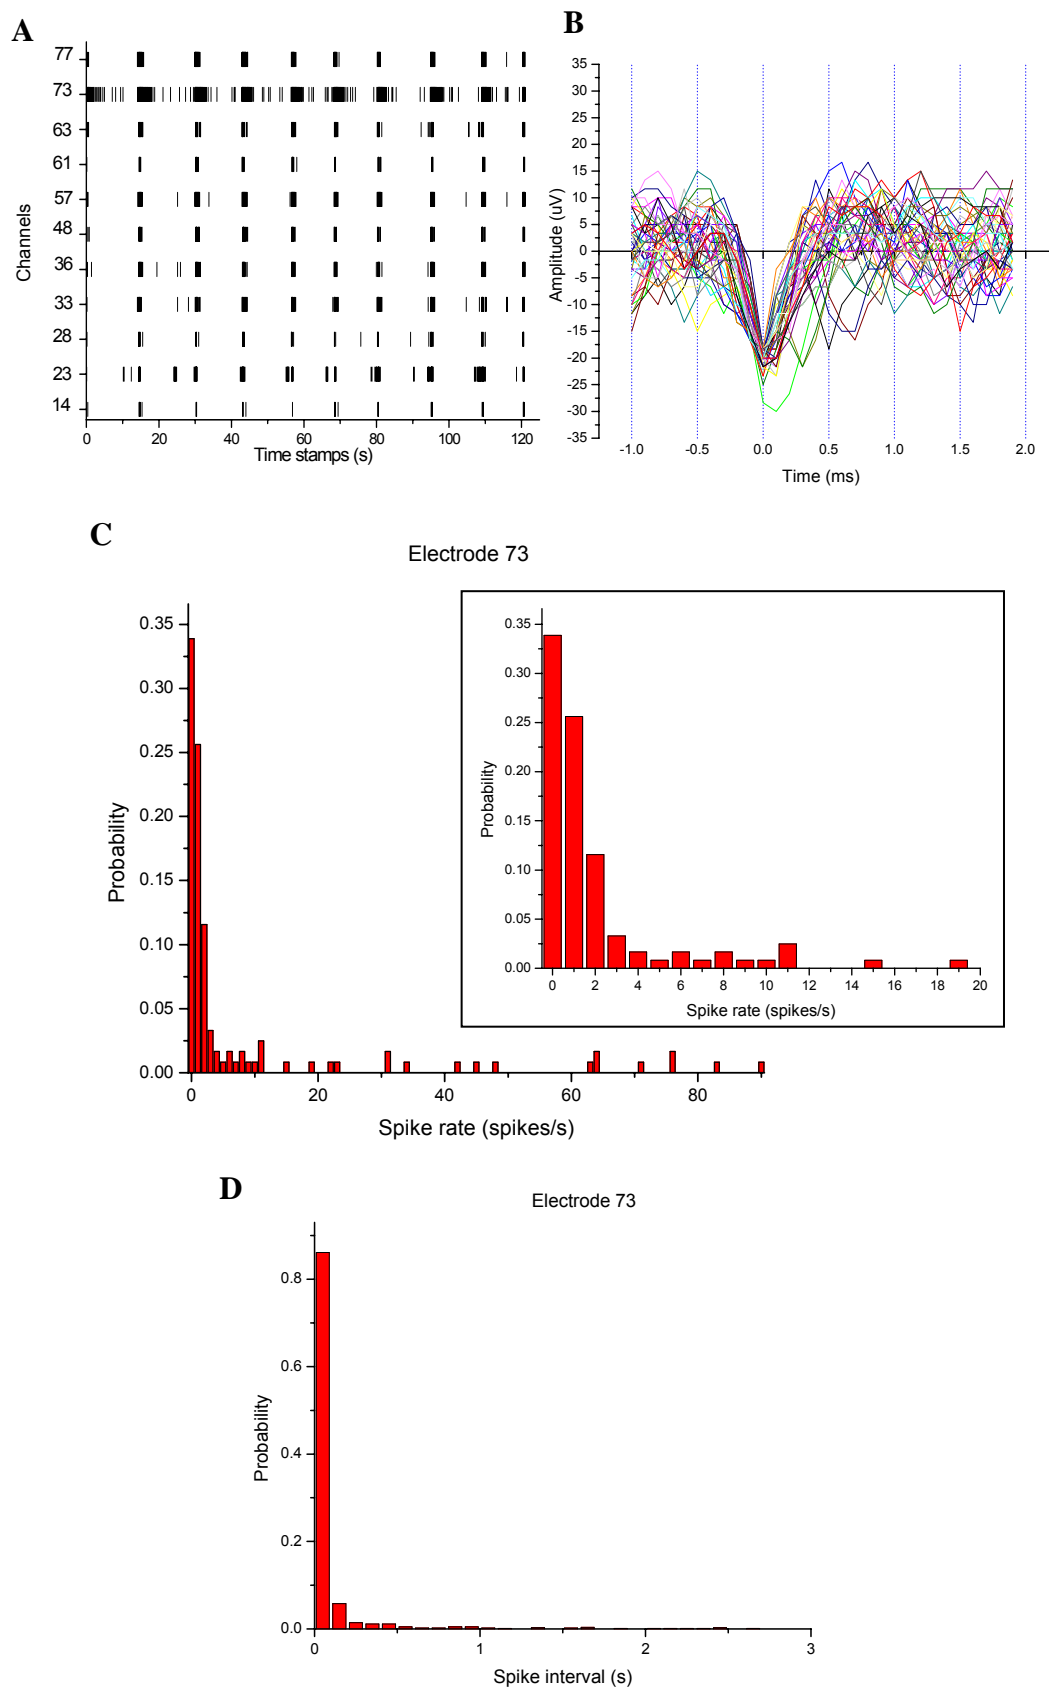 A
Channels
77
73
63
61
57
48
36
33
28
23
14
0 20 40 60 80 100 120
Time stamps (s)
B
Amplitude (uV)
35
30
25
20
15
10
5
0
-5
-10
-15
-20
-25
-30
-35
-1.0 -0.5 0.0 0.5 1.0 1.5 2.0
Time (ms)
C
Electrode 73
Probability
0.35
0.30
0.25
0.20
0.15
0.10
0.05
0.00
0 20 40 60 80
Spike rate (spikes/s)
Probability
0.35
0.30
0.25
0.20
0.15
0.10
0.05
0.00
0 2 4 6 8 10 12 14 16 18 20
Spike rate (spikes/s)
D
Electrode 73
Probability
0.8
0.6
0.4
0.2
0.0
0 1 2 3
Spike interval (s)